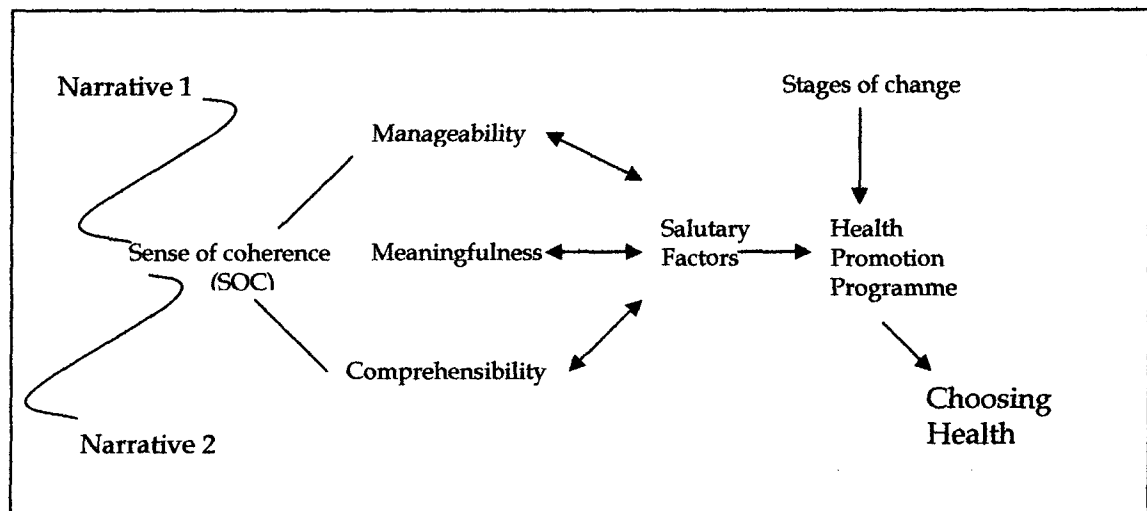 Narrative 1
Stages of change
Manageability
Sense of coherence
(SOC)
Meaningfulness
Salutary
Factors
Health
Promotion
Programme
Comprehensibility
Choosing
Health
Narrative 2